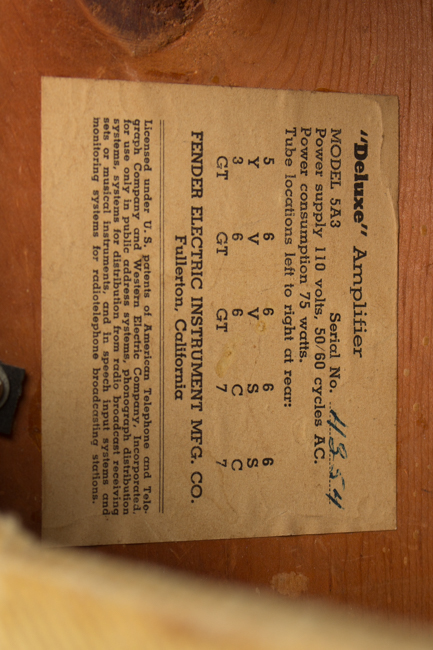 "Deluxe" Amplifier
MODEL 5A3 Serial No.
Power supply 110 volts, 50/60 cycles AC.
Power consumption 75 watts.
Tube locations left to right at rear:
5 6 6 6 6
Y V V S S
3 6 6 C C
GT GT GT 7 7
FENDER ELECTRIC INSTRUMENT MFG. CO.
Fullerton, California
Licensed under U. S. patents of American Telephone and Tele-
graph Company and Western Electric Company, Incorporated.
for use only in public address systems, phonograph distribution
systems, systems for distribution from radio broadcast receiving
sets or musical instruments, and in speech input systems and
monitoring systems for radiotelephone broadcasting stations.